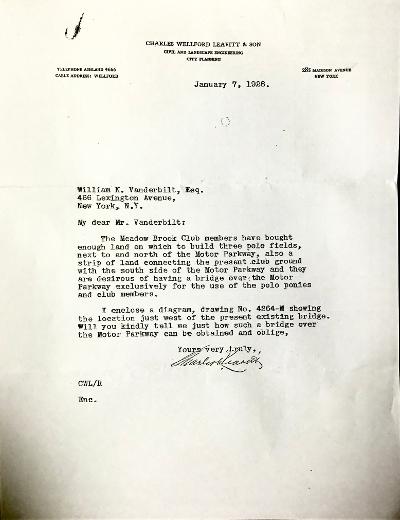 CHARLES WELLFORD LEAVITT & SON
CIVIL AND LANDSCAPE ENGINEERING
CITY PLANNING
TELEPHONE ASHLAND 4666
CABLE ADDRESS: WELLFORD
285 MADISON AVENUE
NEW YORK
January 7, 1928.
William K. Vanderbilt, Esq.
466 Lexington Avenue,
New York, N.Y.
My dear Mr. Vanderbilt:
The Meadow Brook Club members have bought
enough land on which to build three polo fields,
next to and north of the Motor Parkway, also a
strip of land connecting the present club ground
with the south side of the Motor Parkway and they
are desirous of having a bridge over the Motor
Parkway exclusively for the use of the polo ponies
and club members.
I enclose a diagram, drawing No. 4264-M showing
the location just west of the present existing bridge.
Will you kindly tell me just how such a bridge over
the Motor Parkway can be obtained and oblige,
Yours very truly,
Charles W Leavitt
CWL/R
Enc.